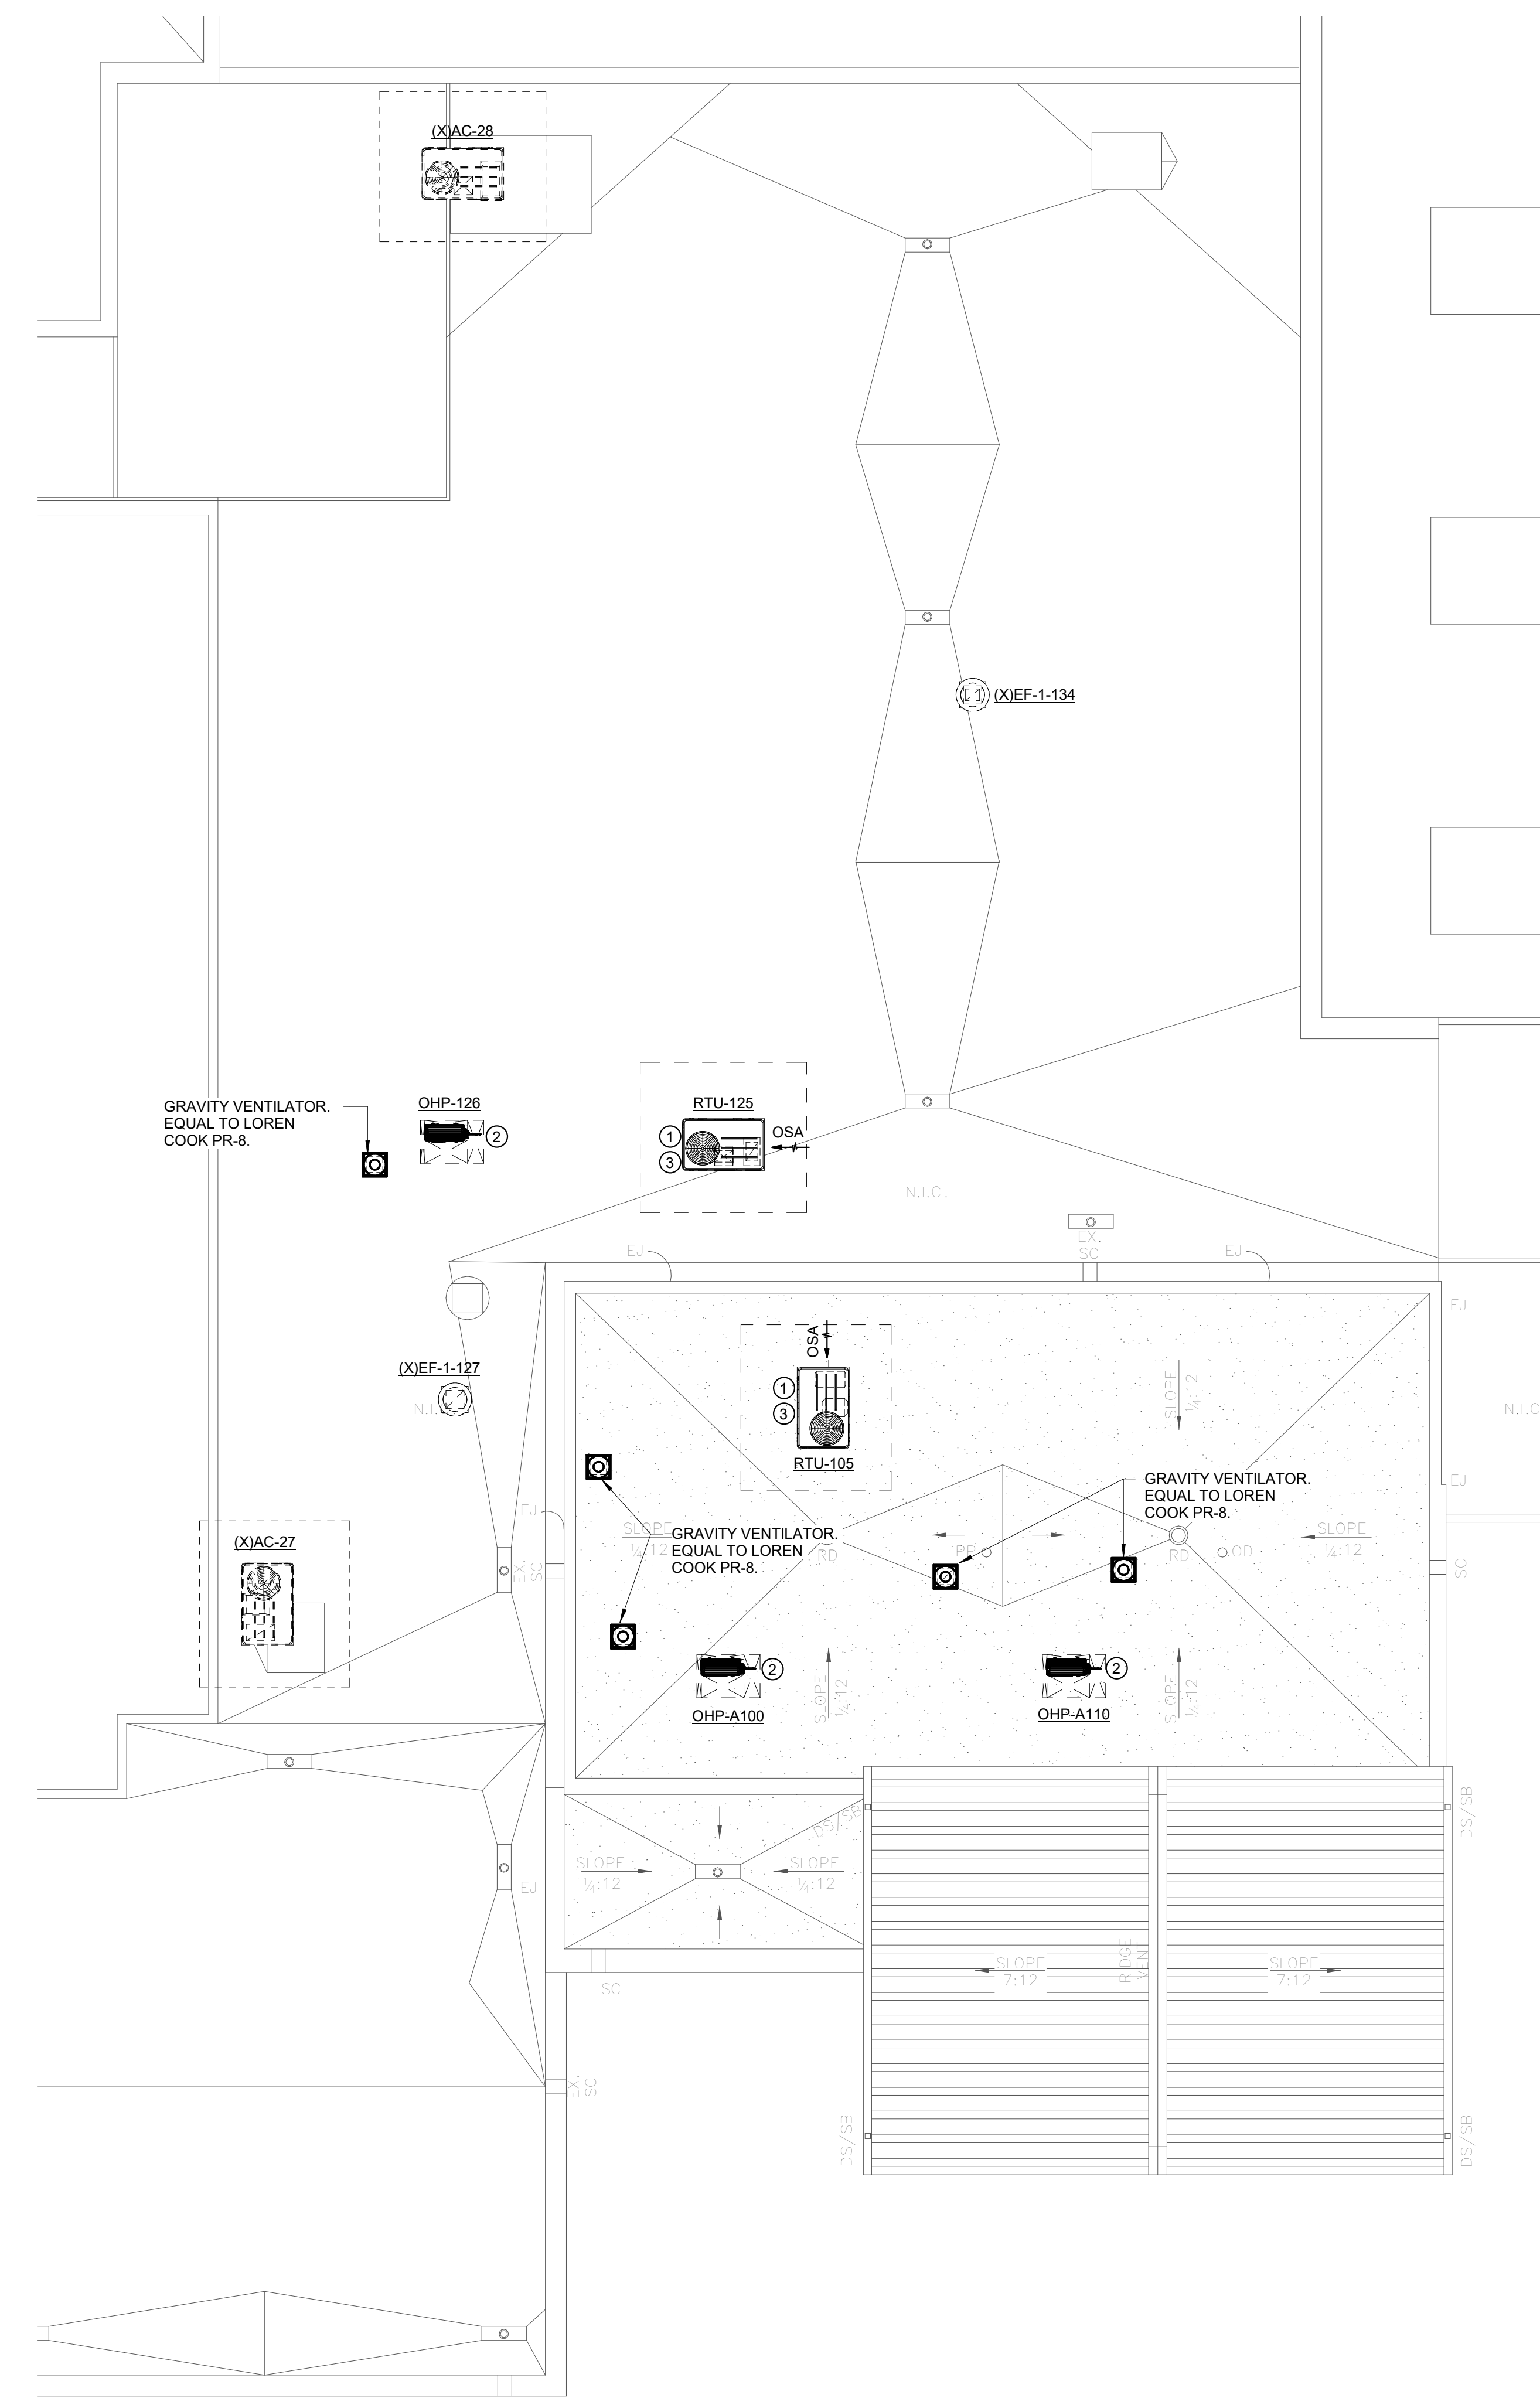 (X)AC-28
(X)EF-1-134
GRAVITY VENTILATOR.
EQUAL TO LOREN
COOK PR-8.
OHP-126
2
RTU-125
1
3
OSA
N.I.C.
EX.
SC
EJ
EJ
EJ
(X)EF-1-127
OSA
1
3
RTU-105
SLOPE
¼:12
N.I.C
GRAVITY VENTILATOR.
EQUAL TO LOREN
COOK PR-8.
EJ
EJ
SLOPE
¼:12
GRAVITY VENTILATOR.
EQUAL TO LOREN
COOK PR-8.
RD
RD
OD
SLOPE
¼:12
SC
(X)AC-27
EX.
SC
2
OHP-A100
SLOPE
¼:12
2
OHP-A110
SLOPE
¼:12
DS/SB
DS/SB
SLOPE
¼:12
SLOPE
¼:12
EJ
SLOPE
7:12
RIDGE
VENT
SLOPE
7:12
SC
EX.
SC
DS/SB
DS/SB